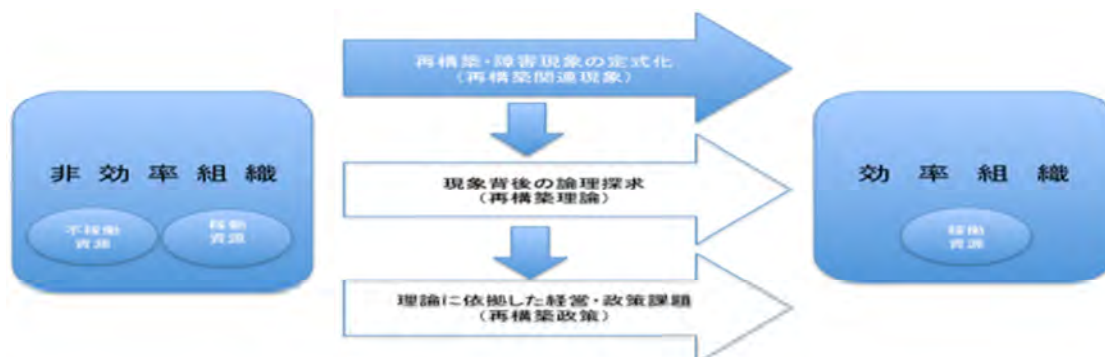 再構築・障害現象の定式化
(再構築関連現象)
非効率組織
不稼働
資源
稼働
資源
現象背後の論理探求
(再構築理論)
効率組織
稼働
資源
理論に依拠した経営・政策課題
(再構築政策)